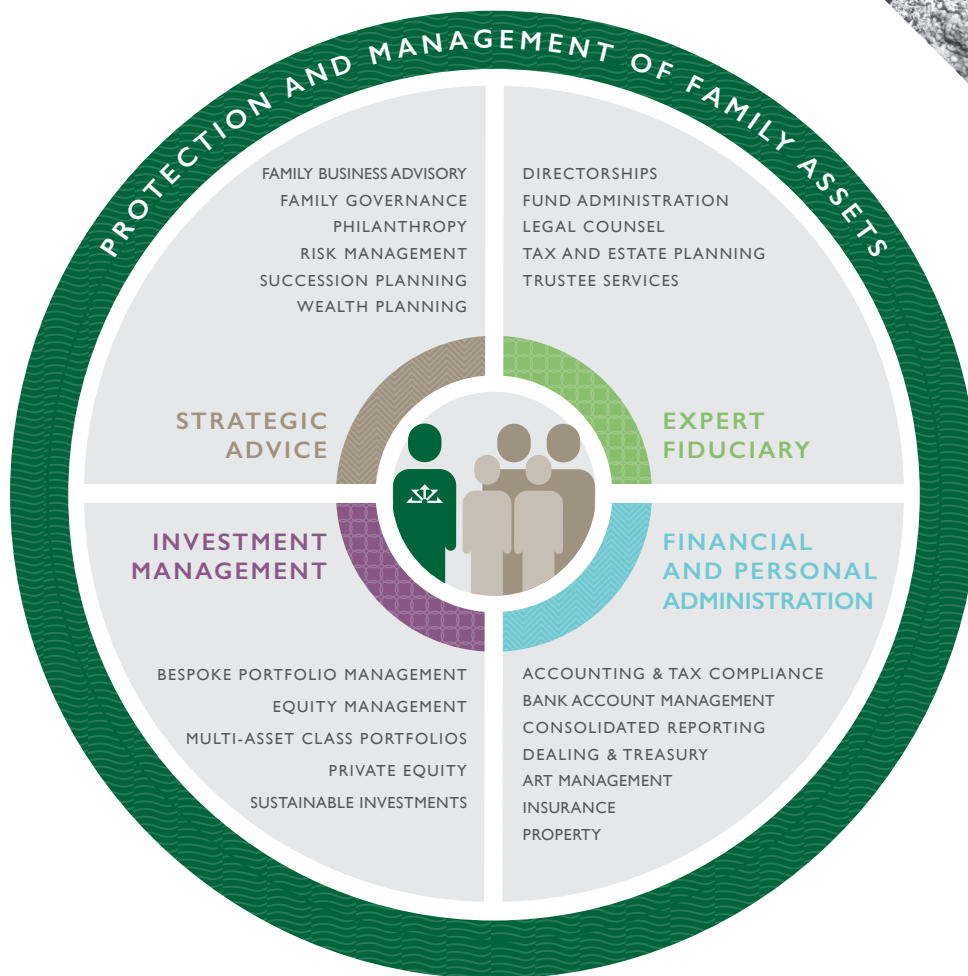 PROTECTION AND MANAGEMENT OF FAMILY ASSETS
FAMILY BUSINESS ADVISORY
FAMILY GOVERNANCE
PHILANTHROPY
RISK MANAGEMENT
SUCCESSION PLANNING
WEALTH PLANNING
STRATEGIC
ADVICE
DIRECTORSHIPS
FUND ADMINISTRATION
LEGAL COUNSEL
TAX AND ESTATE PLANNING
TRUSTEE SERVICES
EXPERT
FIDUCIARY
INVESTMENT
MANAGEMENT
BESPOKE PORTFOLIO MANAGEMENT
EQUITY MANAGEMENT
MULTI-ASSET CLASS PORTFOLIOS
PRIVATE EQUITY
SUSTAINABLE INVESTMENTS
FINANCIAL
AND PERSONAL
ADMINISTRATION
ACCOUNTING & TAX COMPLIANCE
BANK ACCOUNT MANAGEMENT
CONSOLIDATED REPORTING
DEALING & TREASURY
ART MANAGEMENT
INSURANCE
PROPERTY